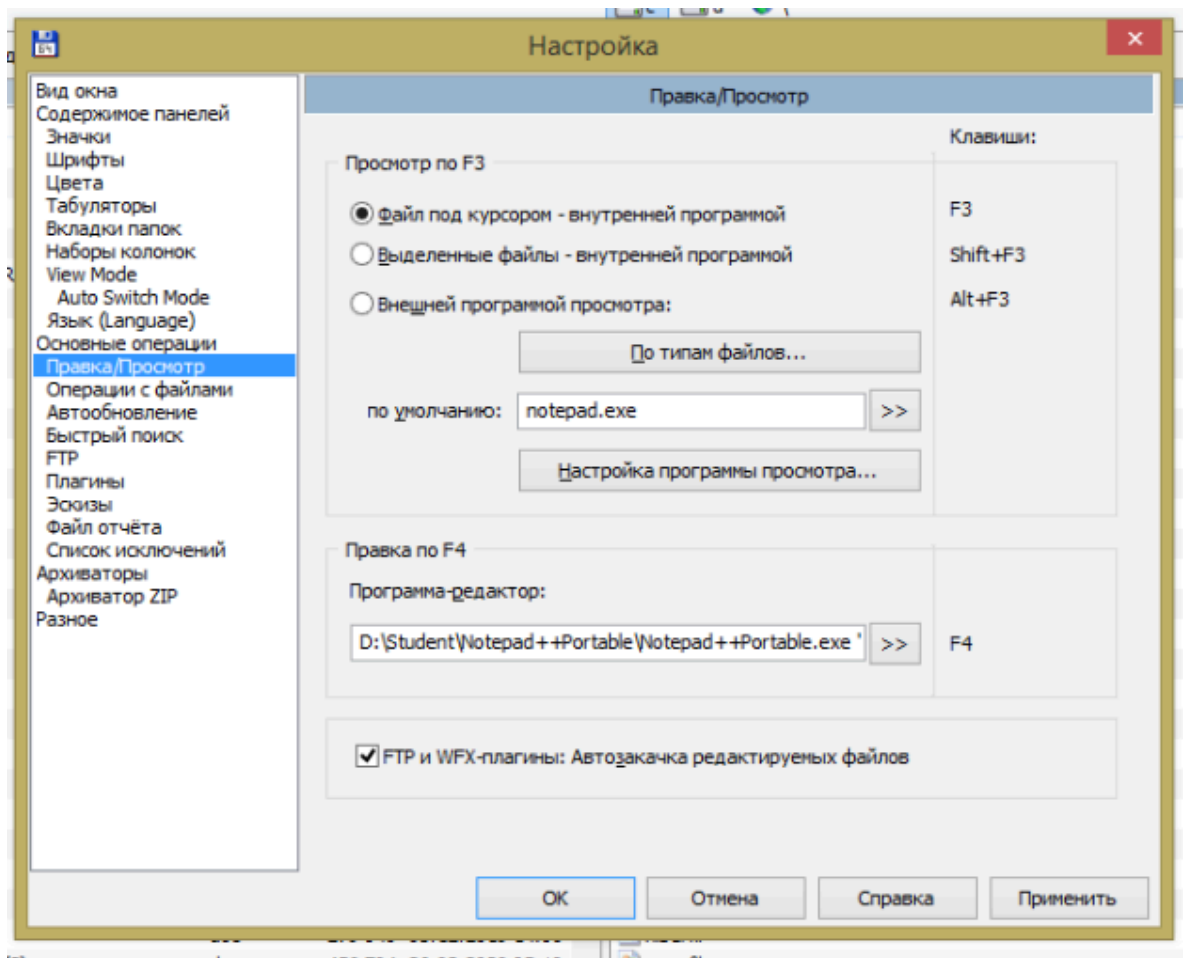 Настройка
Вид окна
Содержимое панелей
Значки
Шрифты
Цвета
Табуляторы
Вкладки папок
Наборы колонок
View Mode
Auto Switch Mode
Язык (Language)
Основные операции
Правка/Просмотр
Операции с файлами
Автообновление
Быстрый поиск
FTP
Плагины
Эскизы
Файл отчёта
Список исключений
Архиваторы
Архиватор ZIP
Разное
Правка/Просмотр
Клавиши:
Просмотр по F3
Файл под курсором - внутренней программой F3
Выделенные файлы - внутренней программой Shift+F3
Внешней программой просмотра: Alt+F3
По типам файлов...
по умолчанию: notepad.exe >>
Настройка программы просмотра...
Правка по F4
Программа-редактор:
D:\Student\Notepad++Portable\Notepad++Portable.exe " >> F4
FTP и WFX-плагины: Автозакачка редактируемых файлов
OK Отмена Справка Применить